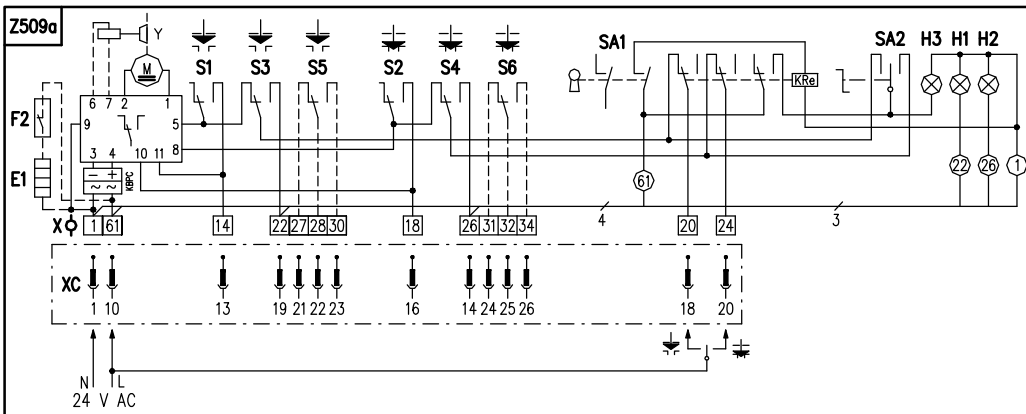 Z509a
Y
M
S1 S3 S5 S2 S4 S6
SA1 SA2 H3 H1 H2
KRe
6 7 2 1
F2
9 5
8
3 4 10 11
E1
− +
~ ~
KBPC
61 22 26 1
4 3
X 1 61 14 22 27 28 30 18 26 31 32 34 20 24
XC
1 10 13 19 21 22 23 16 14 24 25 26 18 20
N L
24 V AC